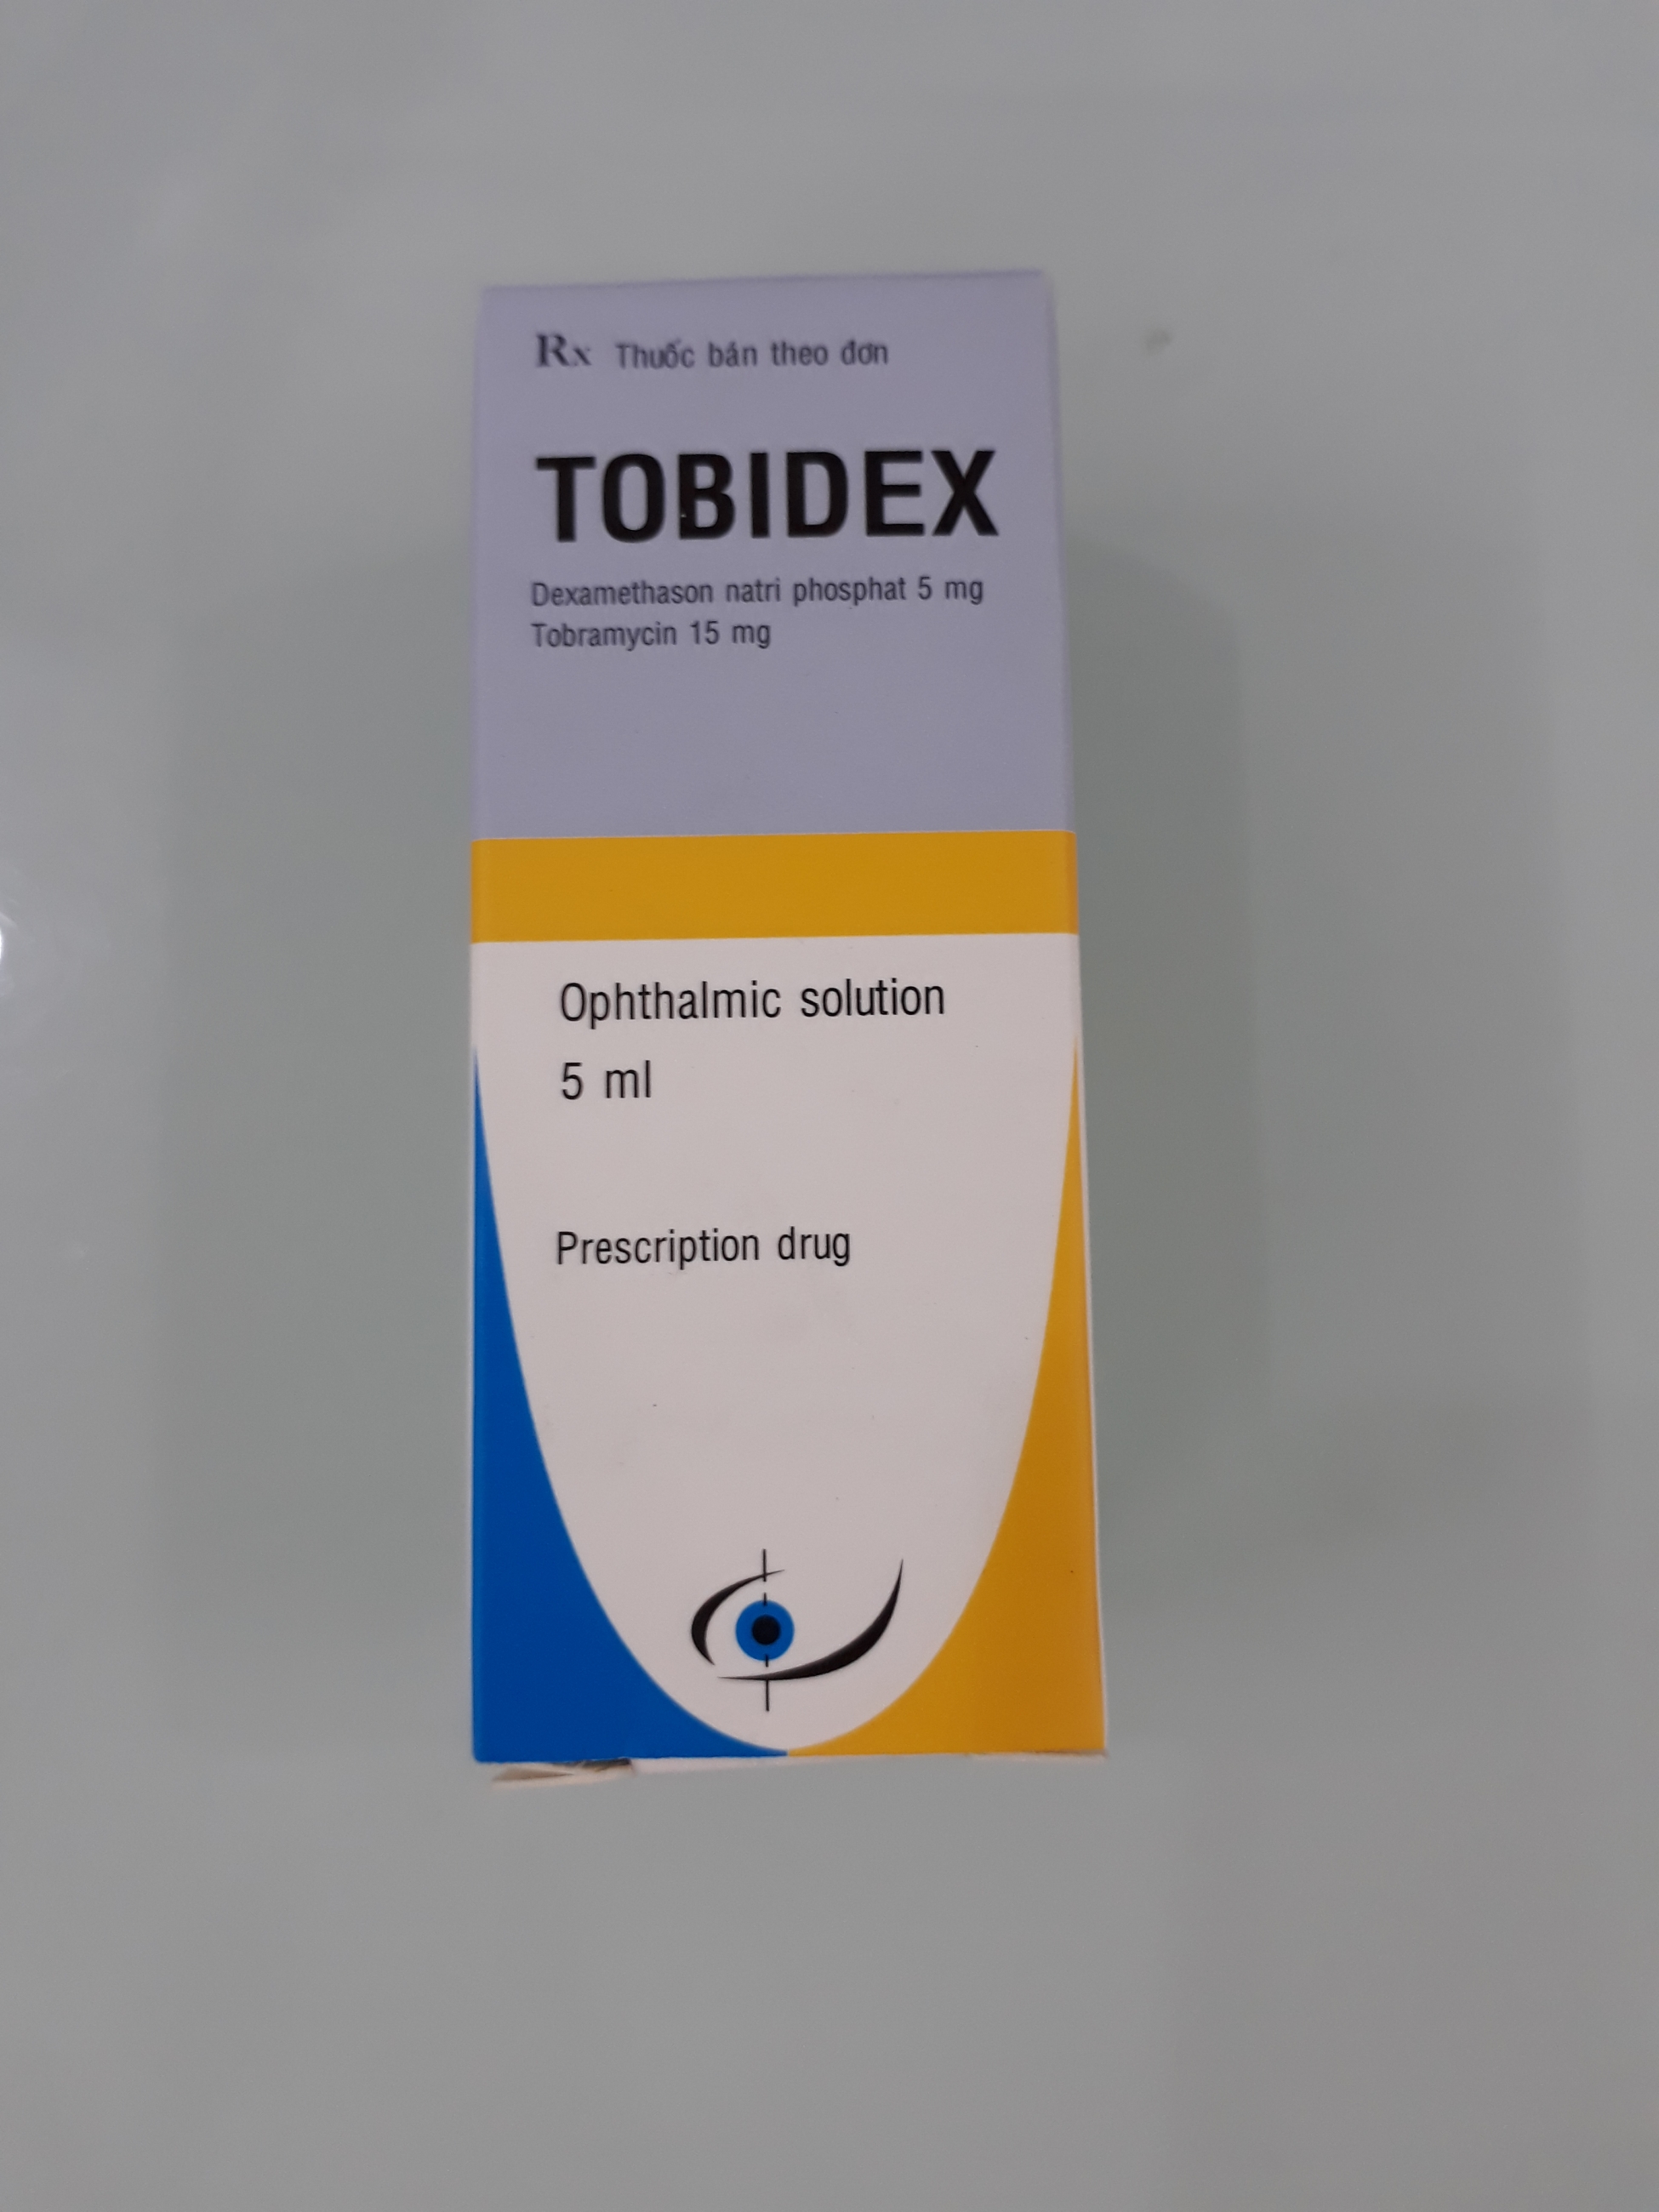 Rx Thuốc bán theo đơn
TOBIDEX
Dexamethason natri phosphat 5 mg
Tobramycin 15 mg
Ophthalmic solution
5 ml
Prescription drug